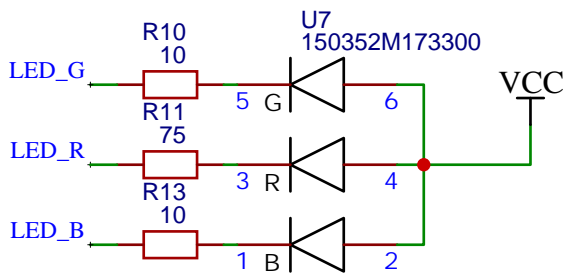 U7
150352M173300
R10
10
LED_G
5 G 6
VCC
R11
75
LED_R
3 R 4
R13
10
LED_B
1 B 2